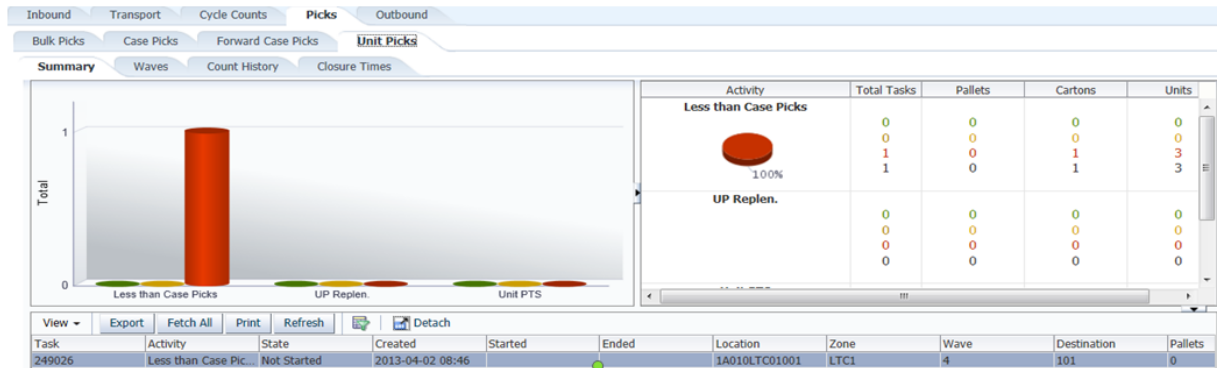 Inbound Transport Cycle Counts Picks Outbound
Bulk Picks Case Picks Forward Case Picks Unit Picks
Summary Waves Count History Closure Times
Total
1
0
Less than Case Picks UP Replen. Unit PTS
Activity Total Tasks Pallets Cartons Units
Less than Case Picks
0 0 0 0
0 0 0 0
1 0 1 3
1 0 1 3
100%
UP Replen.
0 0 0 0
0 0 0 0
0 0 0 0
0 0 0 0
View Export Fetch All Print Refresh Detach
Task Activity State Created Started Ended Location Zone Wave Destination Pallets
249026 Less than Case Pic... Not Started 2013-04-02 08:46 1A010LTC01001 LTC1 4 101 0